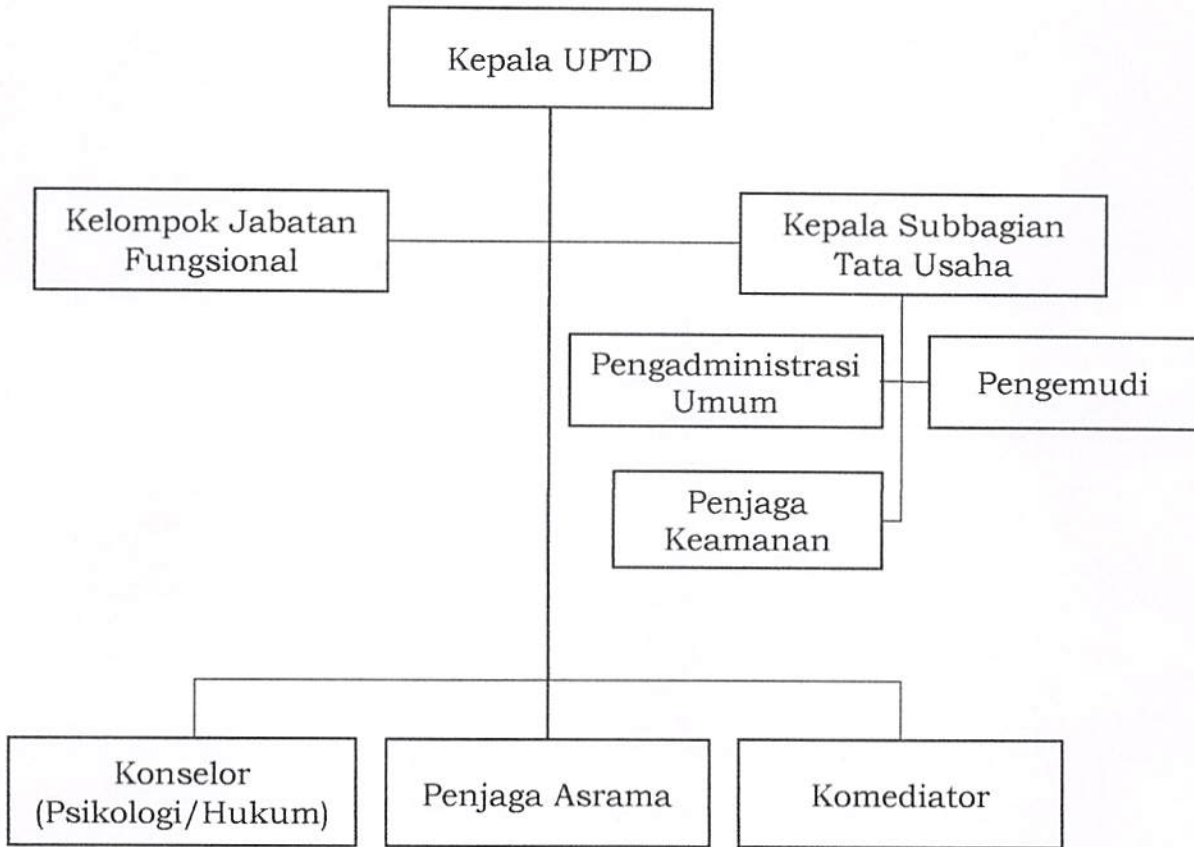 Kepala UPTD
Kelompok Jabatan
Fungsional
Kepala Subbagian
Tata Usaha
Pengadministrasi
Umum
Pengemudi
Penjaga
Keamanan
Konselor
(Psikologi/Hukum)
Penjaga Asrama
Komediator